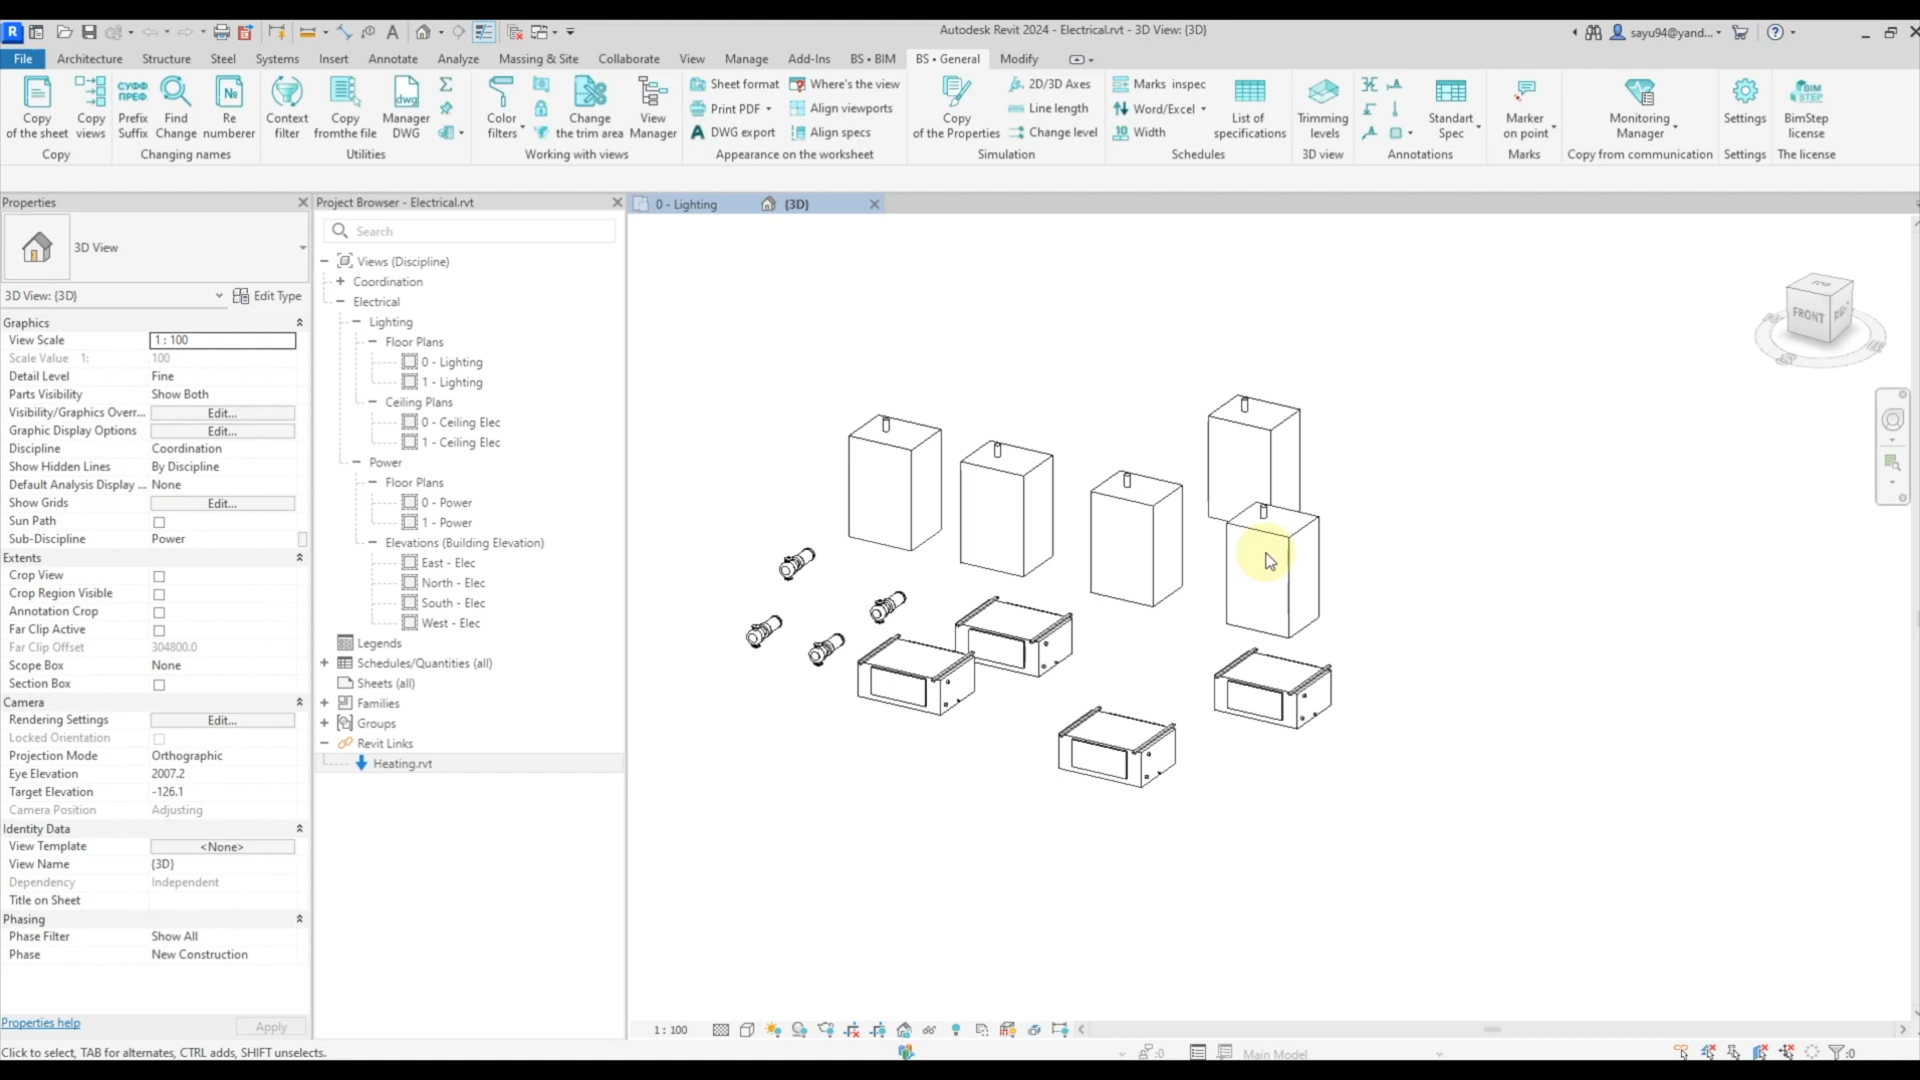 Autodesk Revit 2024 - Electrical.rvt - 3D View: {3D}
sayu94@yand...
File Architecture Structure Steel Systems Insert Annotate Analyze Massing & Site Collaborate View Manage Add-Ins BS • BIM BS • General Modify
Copy of the sheet
Copy views
Copy
СУФФ ПРЕФ
Prefix Suffix
Find Change
№
Re numberer
Changing names
Context filter
Copy fromthe file
dwg
Manager DWG
Utilities
Color filters
Change the trim area
View Manager
Working with views
Sheet format
Print PDF
DWG export
Where's the view
Align viewports
Align specs
Appearance on the worksheet
Copy of the Properties
2D/3D Axes
Line length
Change level
Simulation
Marks inspec
Word/Excel
10 Width
List of specifications
Schedules
Trimming levels
3D view
Standart Spec
Annotations
Marker on point
Marks
Monitoring Manager
Copy from communication
Settings
Settings
BIM STEP
BimStep license
The license
Properties
3D View
3D View: {3D}
Edit Type
Graphics
View Scale 1 : 100
Scale Value 1: 100
Detail Level Fine
Parts Visibility Show Both
Visibility/Graphics Overr... Edit...
Graphic Display Options Edit...
Discipline Coordination
Show Hidden Lines By Discipline
Default Analysis Display ... None
Show Grids Edit...
Sun Path
Sub-Discipline Power
Extents
Crop View
Crop Region Visible
Annotation Crop
Far Clip Active
Far Clip Offset 304800.0
Scope Box None
Section Box
Camera
Rendering Settings Edit...
Locked Orientation
Projection Mode Orthographic
Eye Elevation 2007.2
Target Elevation -126.1
Camera Position Adjusting
Identity Data
View Template <None>
View Name {3D}
Dependency Independent
Title on Sheet
Phasing
Phase Filter Show All
Phase New Construction
Properties help
Apply
Project Browser - Electrical.rvt
Search
Views (Discipline)
Coordination
Electrical
Lighting
Floor Plans
0 - Lighting
1 - Lighting
Ceiling Plans
0 - Ceiling Elec
1 - Ceiling Elec
Power
Floor Plans
0 - Power
1 - Power
Elevations (Building Elevation)
East - Elec
North - Elec
South - Elec
West - Elec
Legends
Schedules/Quantities (all)
Sheets (all)
Families
Groups
Revit Links
Heating.rvt
0 - Lighting
{3D}
FRONT
1 : 100
Click to select, TAB for alternates, CTRL adds, SHIFT unselects.
:0
Main Model
:0